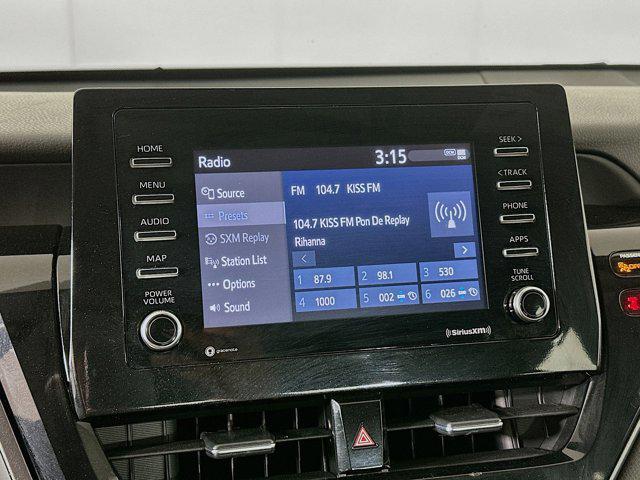 HOME
MENU
AUDIO
MAP
POWER
VOLUME
Radio
3:15
DCM
Source
Presets
SXM Replay
Station List
Options
Sound
FM 104.7 KISS FM
104.7 KISS FM Pon De Replay
Rihanna
1 87.9
2 98.1
3 530
4 1000
5 002
6 026
SEEK >
< TRACK
PHONE
APPS
TUNE
SCROLL
gracenote
SiriusXM